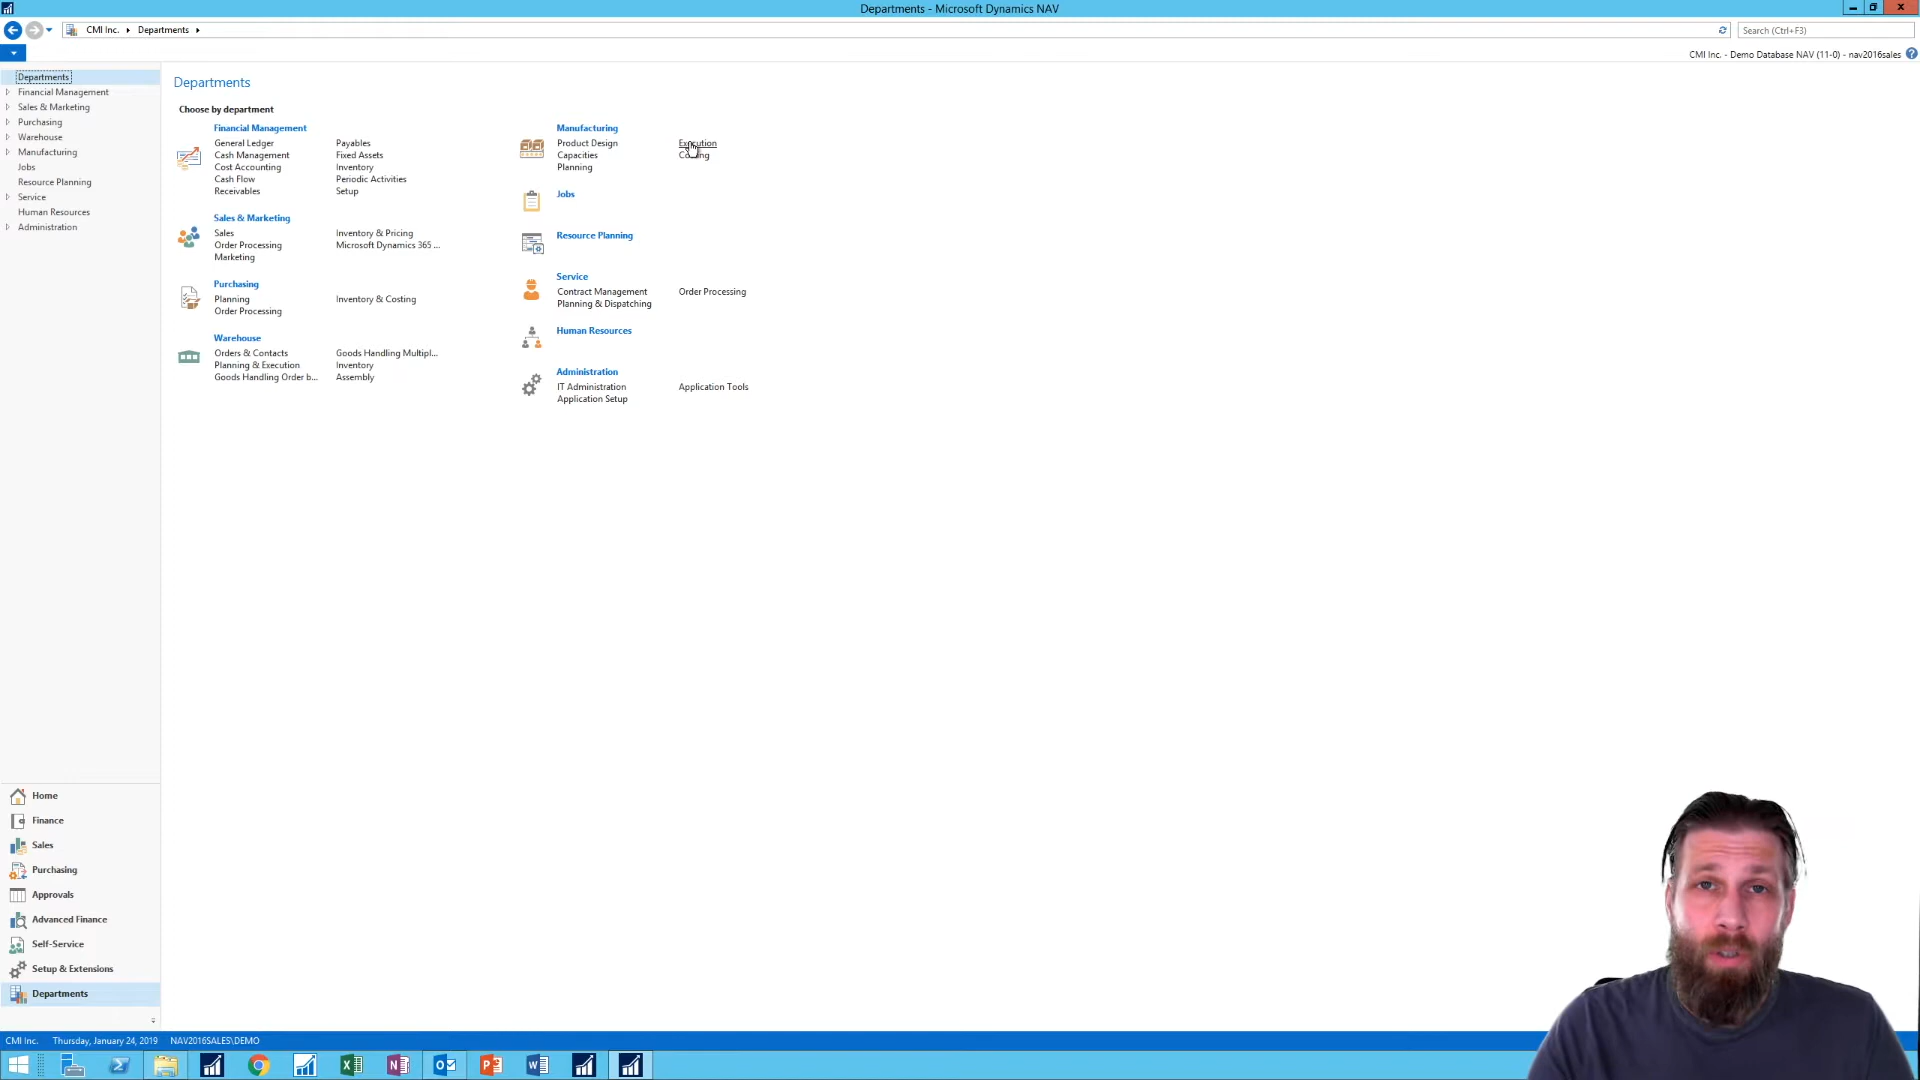 Departments - Microsoft Dynamics NAV
CMI Inc. Departments
Search (Ctrl+F3)
CMI Inc. - Demo Database NAV (11-0) - nav2016sales
Departments
Financial Management
Sales & Marketing
Purchasing
Warehouse
Manufacturing
Jobs
Resource Planning
Service
Human Resources
Administration
Departments
Choose by department
Financial Management
General Ledger
Cash Management
Cost Accounting
Cash Flow
Receivables
Payables
Fixed Assets
Inventory
Periodic Activities
Setup
Sales & Marketing
Sales
Order Processing
Marketing
Inventory & Pricing
Microsoft Dynamics 365 ...
Purchasing
Planning
Order Processing
Inventory & Costing
Warehouse
Orders & Contacts
Planning & Execution
Goods Handling Order b...
Goods Handling Multipl...
Inventory
Assembly
Manufacturing
Product Design
Capacities
Planning
Execution
Jobs
Resource Planning
Service
Contract Management
Planning & Dispatching
Order Processing
Human Resources
Administration
IT Administration
Application Setup
Application Tools
Home
Finance
Sales
Purchasing
Approvals
Advanced Finance
Self-Service
Setup & Extensions
Departments
CMI Inc. Thursday, January 24, 2019 NAV2016SALES\DEMO